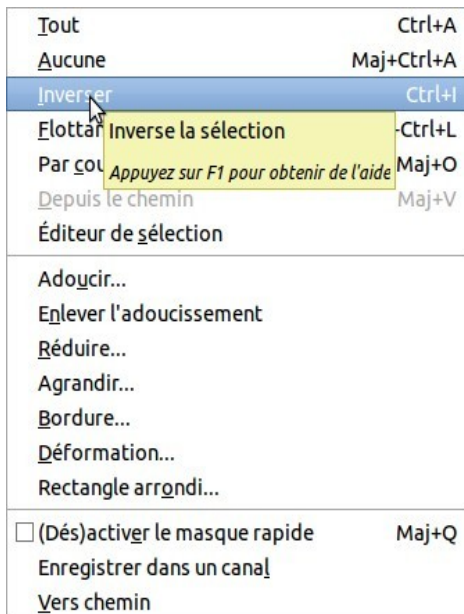 Tout Ctrl+A
Aucune Maj+Ctrl+A
Inverser Ctrl+I
Inverse la sélection
-Ctrl+L
Par Maj+O
Appuyez sur F1 pour obtenir de l'aide
Depuis le chemin Maj+V
Éditeur de sélection
Adoucir...
Enlever l'adoucissement
Réduire...
Agrandir...
Bordure...
Déformation...
Rectangle arrondi...
(Dés)activer le masque rapide Maj+Q
Enregistrer dans un canal
Vers chemin